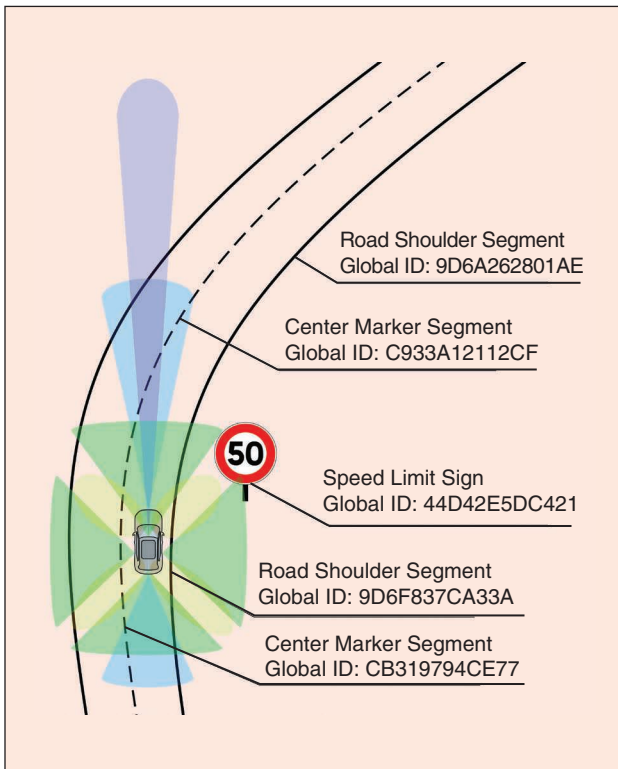 Road Shoulder Segment
Global ID: 9D6A262801AE
Center Marker Segment
Global ID: C933A12112CF
50
Speed Limit Sign
Global ID: 44D42E5DC421
Road Shoulder Segment
Global ID: 9D6F837CA33A
Center Marker Segment
Global ID: CB319794CE77